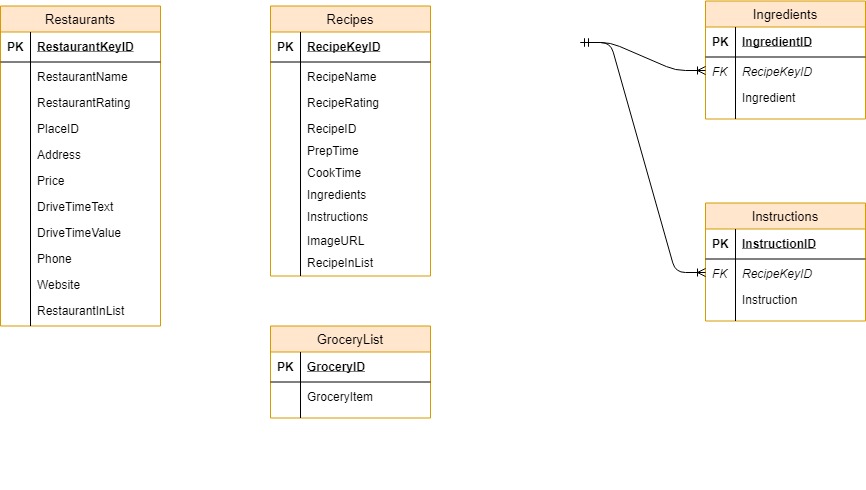 Restaurants
PK RestaurantKeyID
RestaurantName
RestaurantRating
PlaceID
Address
Price
DriveTimeText
DriveTimeValue
Phone
Website
RestaurantInList
Recipes
PK RecipeKeyID
RecipeName
RecipeRating
RecipeID
PrepTime
CookTime
Ingredients
Instructions
ImageURL
RecipeInList
GroceryList
PK GroceryID
GroceryItem
Ingredients
PK IngredientID
FK RecipeKeyID
Ingredient
Instructions
PK InstructionID
FK RecipeKeyID
Instruction